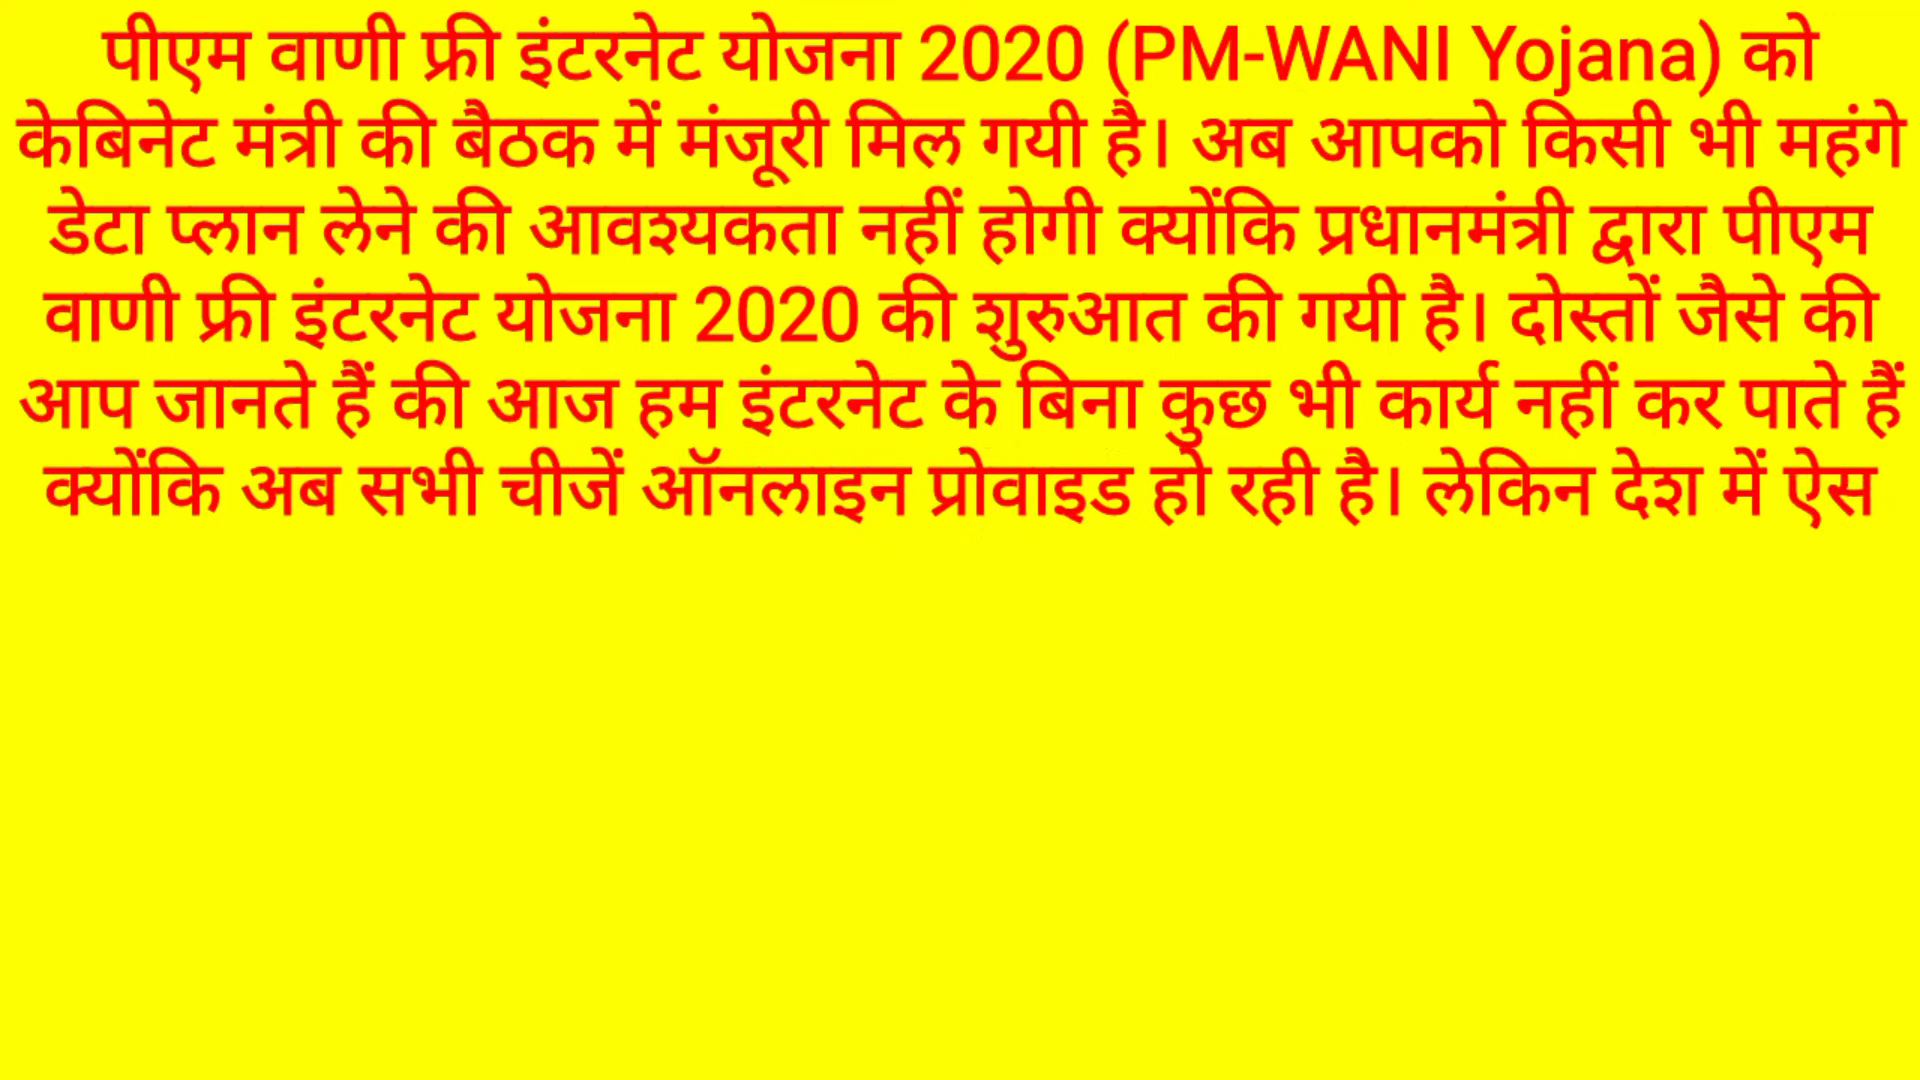 पीएम वाणी फ्री इंटरनेट योजना 2020 (PM-WANI Yojana) को
केबिनेट मंत्री की बैठक में मंजूरी मिल गयी है। अब आपको किसी भी महंगे
डेटा प्लान लेने की आवश्यकता नहीं होगी क्योंकि प्रधानमंत्री द्वारा पीएम
वाणी फ्री इंटरनेट योजना 2020 की शुरुआत की गयी है। दोस्तों जैसे की
आप जानते हैं की आज हम इंटरनेट के बिना कुछ भी कार्य नहीं कर पाते हैं
क्योंकि अब सभी चीजें ऑनलाइन प्रोवाइड हो रही है। लेकिन देश में ऐस